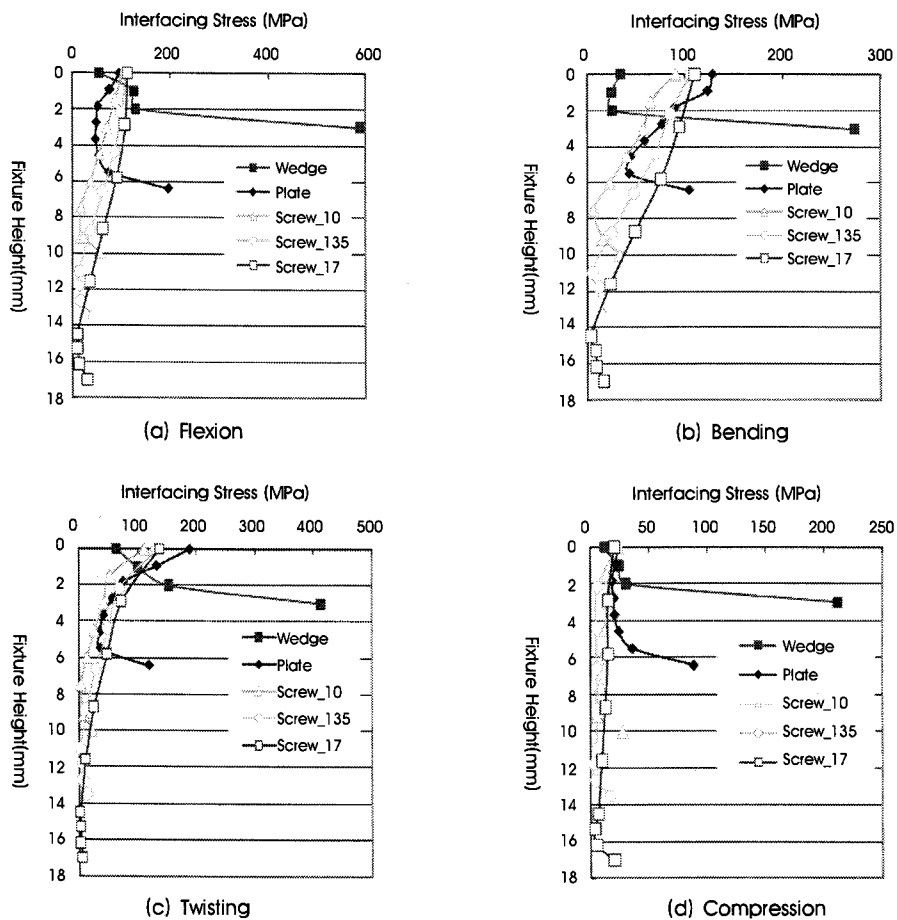 Interfacing Stress (MPa)
0 200 400 600
0
2
4
6
8
10
12
14
16
18
Fixture Height(mm)
Wedge
Plate
Screw_10
Screw_135
Screw_17
(a) Flexion
Interfacing Stress (MPa)
0 100 200 300
0
2
4
6
8
10
12
14
16
18
Fixture Height(mm)
Wedge
Plate
Screw_10
Screw_135
Screw_17
(b) Bending
Interfacing Stress (MPa)
0 100 200 300 400 500
0
2
4
6
8
10
12
14
16
18
Fixture Height(mm)
Wedge
Plate
Screw_10
Screw_135
Screw_17
(c) Twisting
Interfacing Stress (MPa)
0 50 100 150 200 250
0
2
4
6
8
10
12
14
16
18
Fixture Height(mm)
Wedge
Plate
Screw_10
Screw_135
Screw_17
(d) Compression